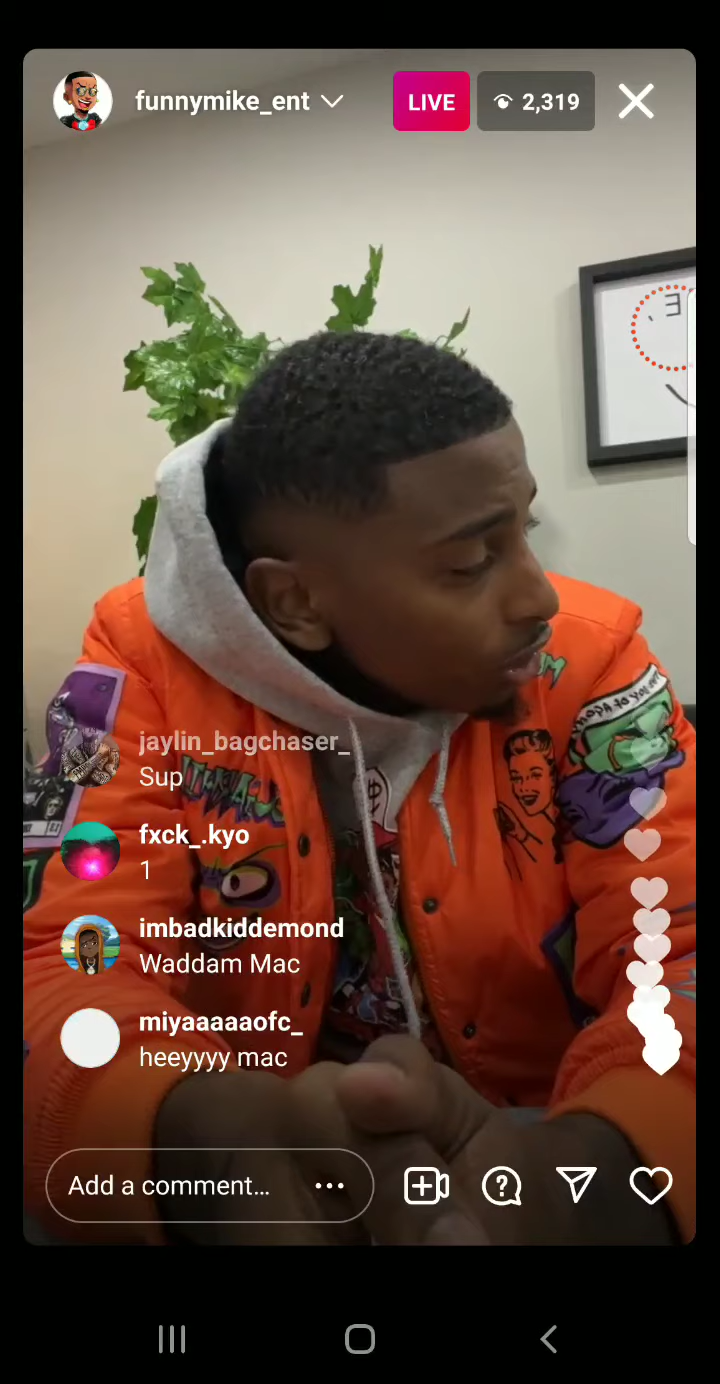 funnymike_ent
LIVE
2,319
jaylin_bagchaser_
Sup
fxck_.kyo
1
imbadkiddemond
Waddam Mac
miyaaaaaofc_
heeyyyy mac
Add a comment...